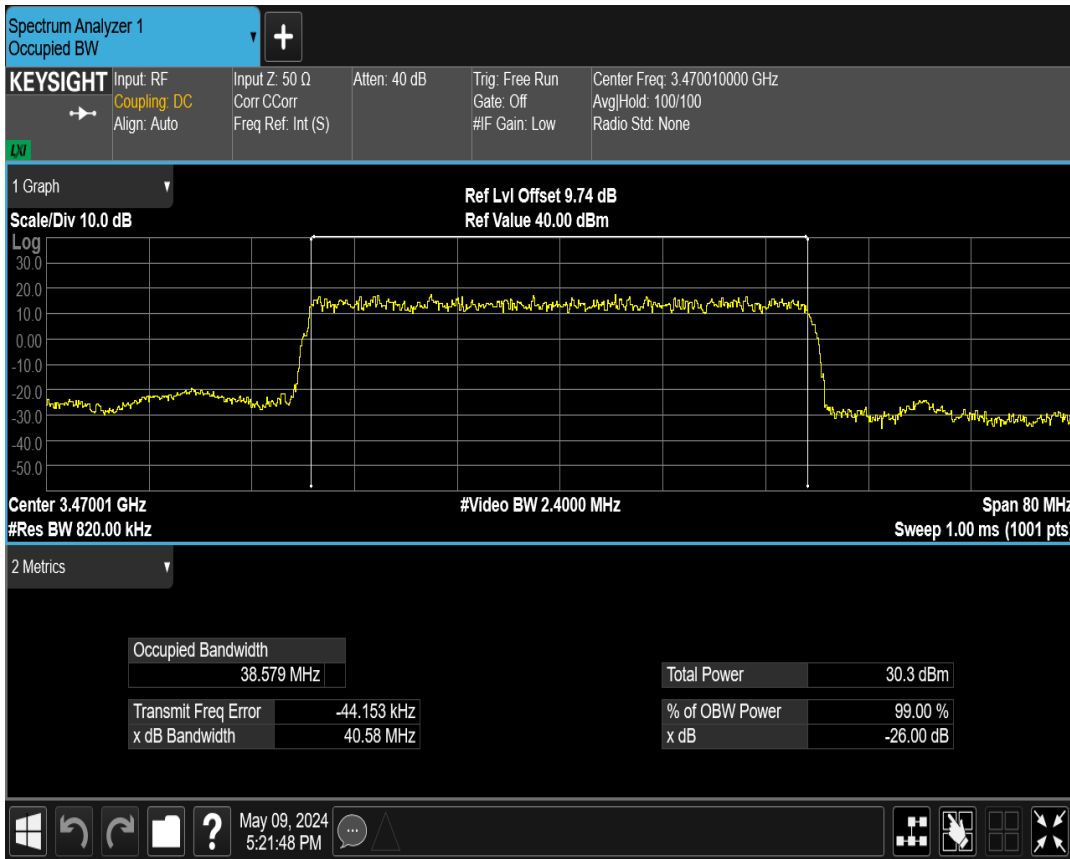 Spectrum Analyzer 1
Occupied BW
+
KEYSIGHT
LXI
Input: RF
Coupling: DC
Align: Auto
Input Z: 50 Ω
Corr CCorr
Freq Ref: Int (S)
Atten: 40 dB
Trig: Free Run
Gate: Off
#IF Gain: Low
Center Freq: 3.470010000 GHz
Avg|Hold: 100/100
Radio Std: None
1 Graph
Scale/Div 10.0 dB
Ref Lvl Offset 9.74 dB
Ref Value 40.00 dBm
Log
30.0
20.0
10.0
0.00
-10.0
-20.0
-30.0
-40.0
-50.0
Center 3.47001 GHz
#Video BW 2.4000 MHz
Span 80 MHz
#Res BW 820.00 kHz
Sweep 1.00 ms (1001 pts)
2 Metrics
Occupied Bandwidth
38.579 MHz
Transmit Freq Error -44.153 kHz
x dB Bandwidth 40.58 MHz
Total Power 30.3 dBm
% of OBW Power 99.00 %
x dB -26.00 dB
?
May 09, 2024
5:21:48 PM